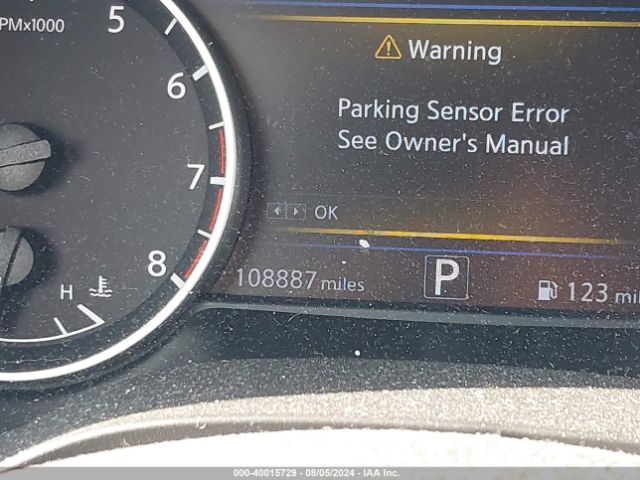 5
PMx1000
6
7
8
H
Warning
Parking Sensor Error
See Owner's Manual
OK
108887 miles
P
123 mil
000-40015729 - 08/05/2024 - IAA Inc.